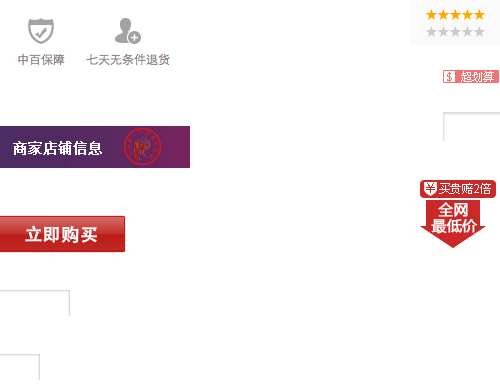 中百保障
七天无条件退货
$ 超划算
商家店铺信息
¥ 买贵赔2倍
全网
最低价
立即购买